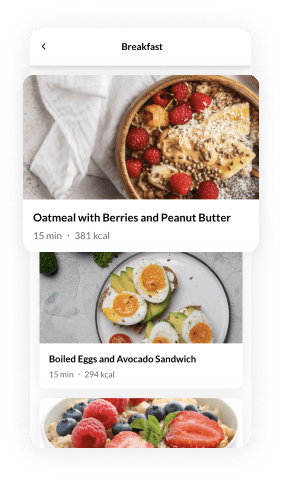 Breakfast
Oatmeal with Berries and Peanut Butter
15 min · 381 kcal
Boiled Eggs and Avocado Sandwich
15 min · 294 kcal